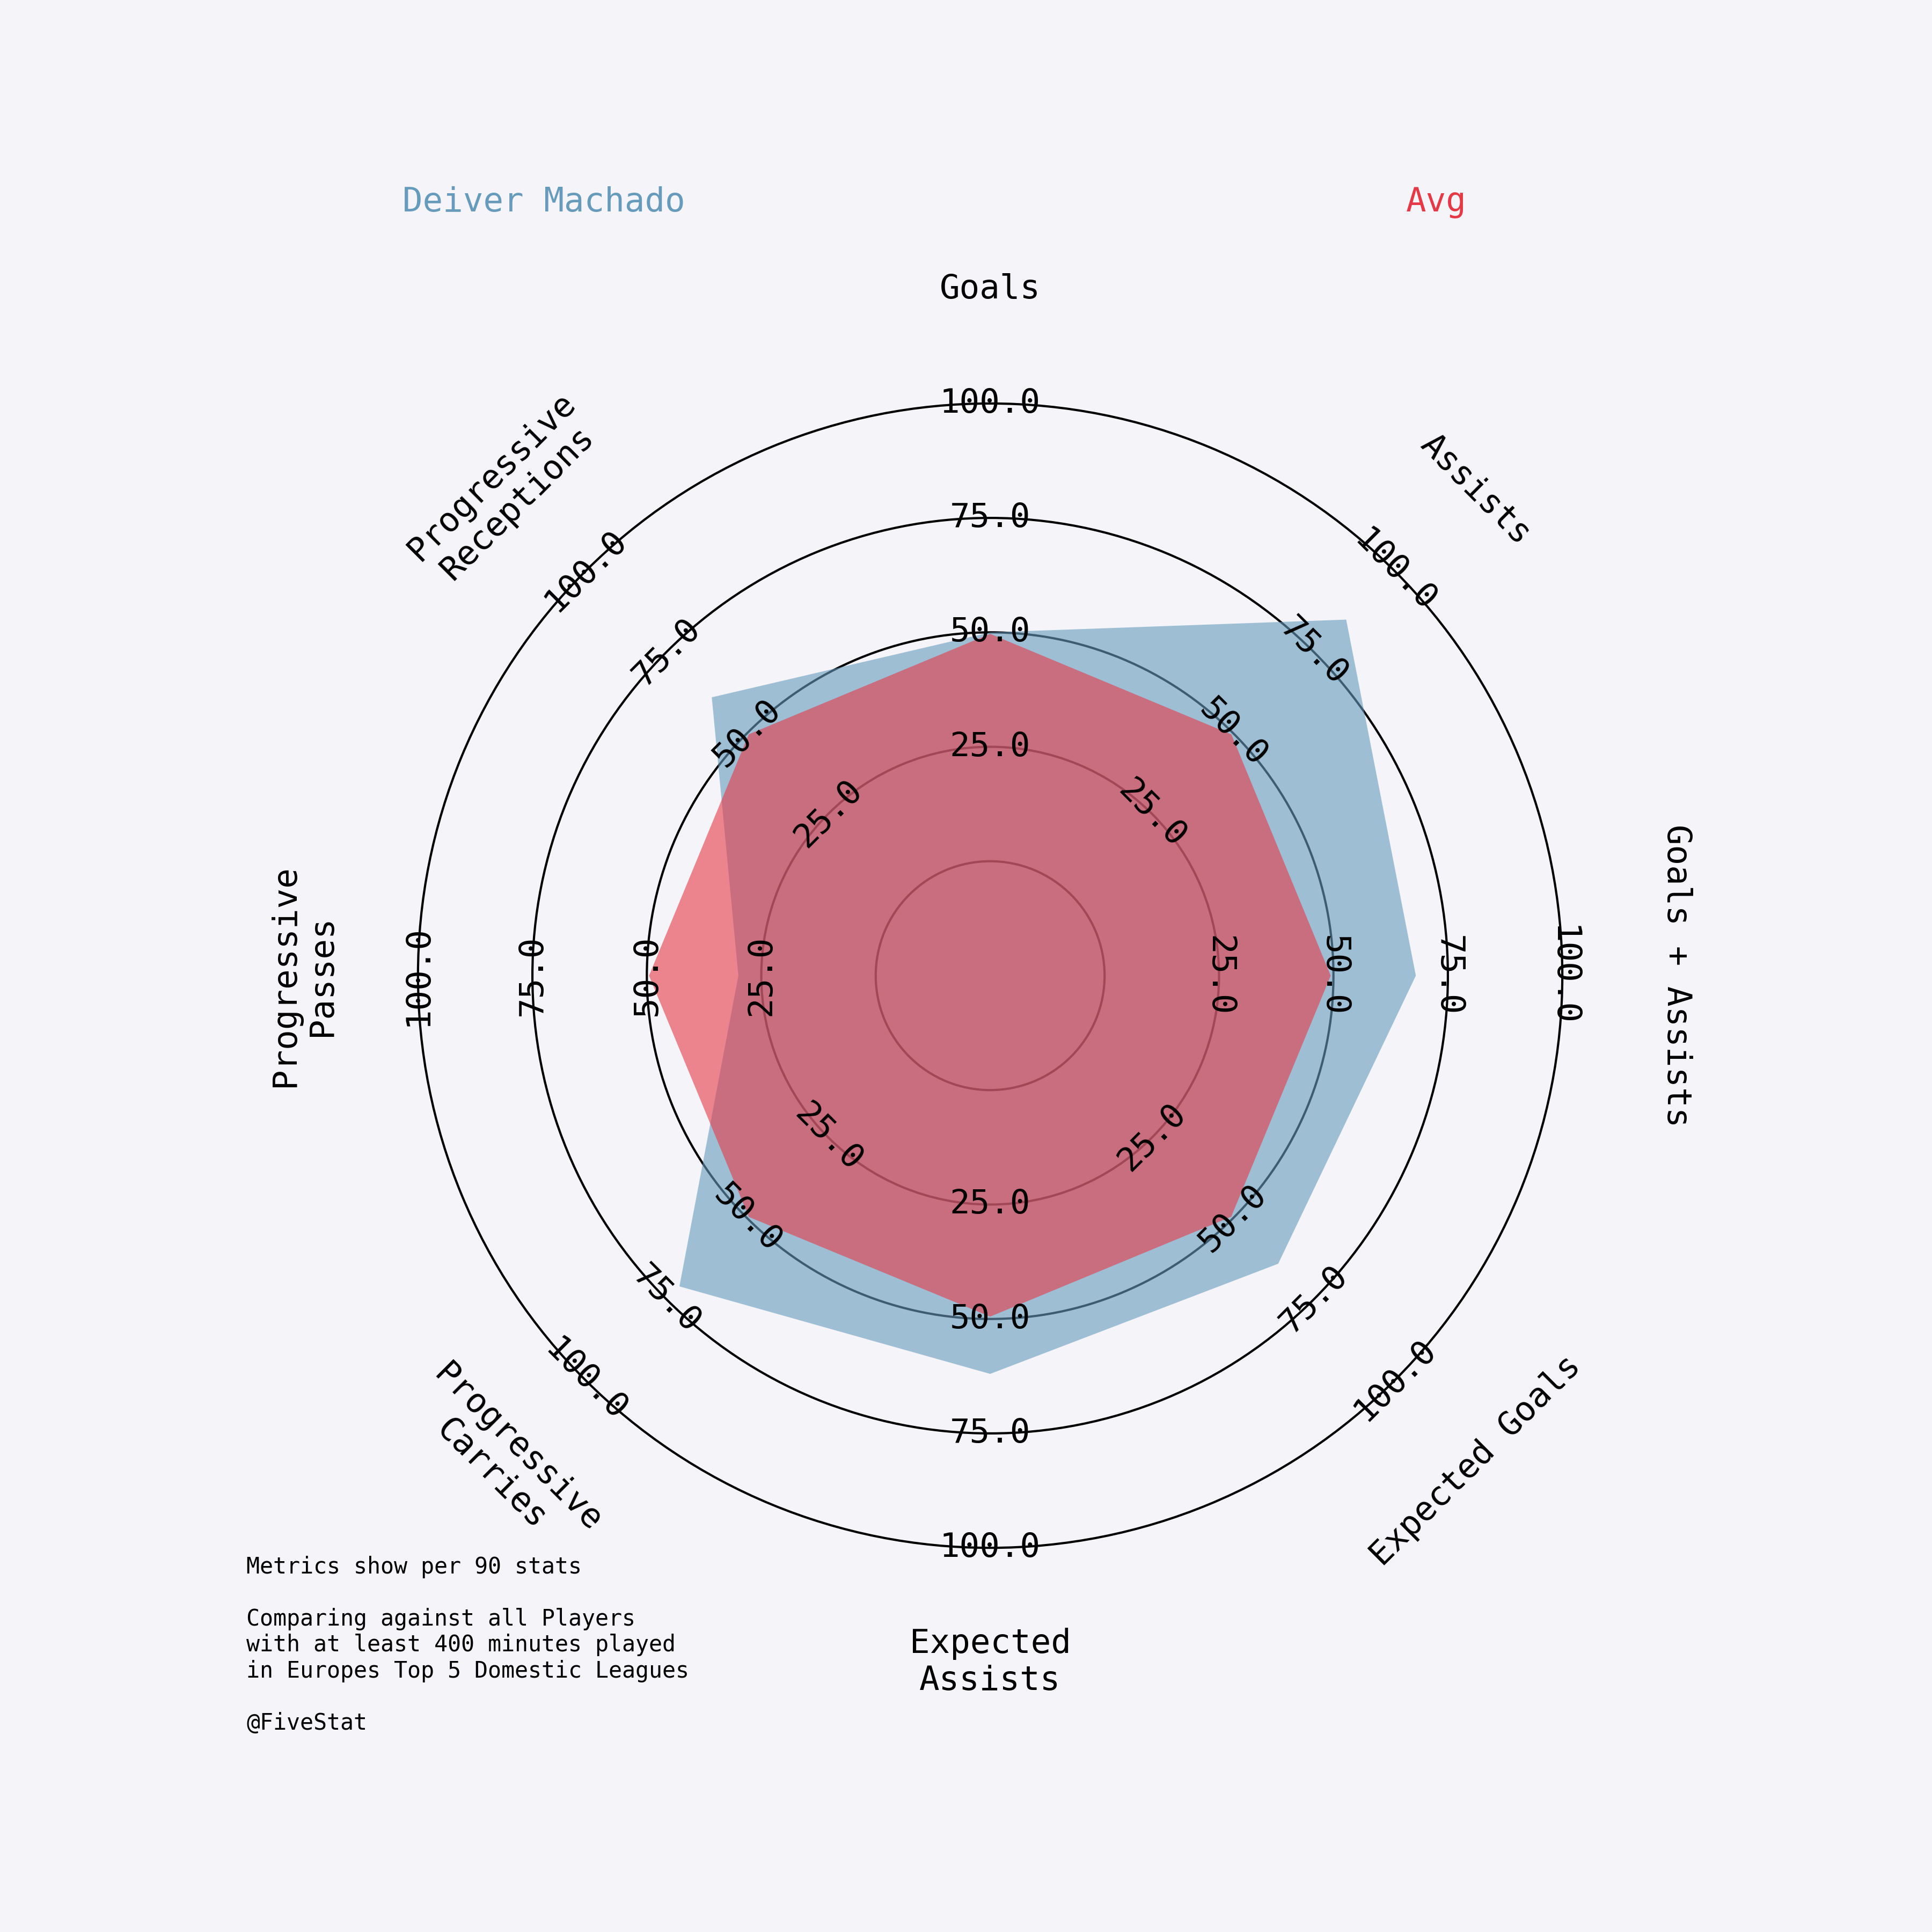 Deiver Machado
Avg
Goals
Assists
Goals + Assists
Expected Goals
Expected
Assists
Progressive
Carries
Progressive
Passes
Progressive
Receptions
25.0
50.0
75.0
100.0
25.0
50.0
75.0
100.0
25.0
50.0
75.0
100.0
25.0
50.0
75.0
100.0
25.0
50.0
75.0
100.0
25.0
50.0
75.0
100.0
25.0
50.0
75.0
100.0
25.0
50.0
75.0
100.0
Metrics show per 90 stats
Comparing against all Players
with at least 400 minutes played
in Europes Top 5 Domestic Leagues
@FiveStat